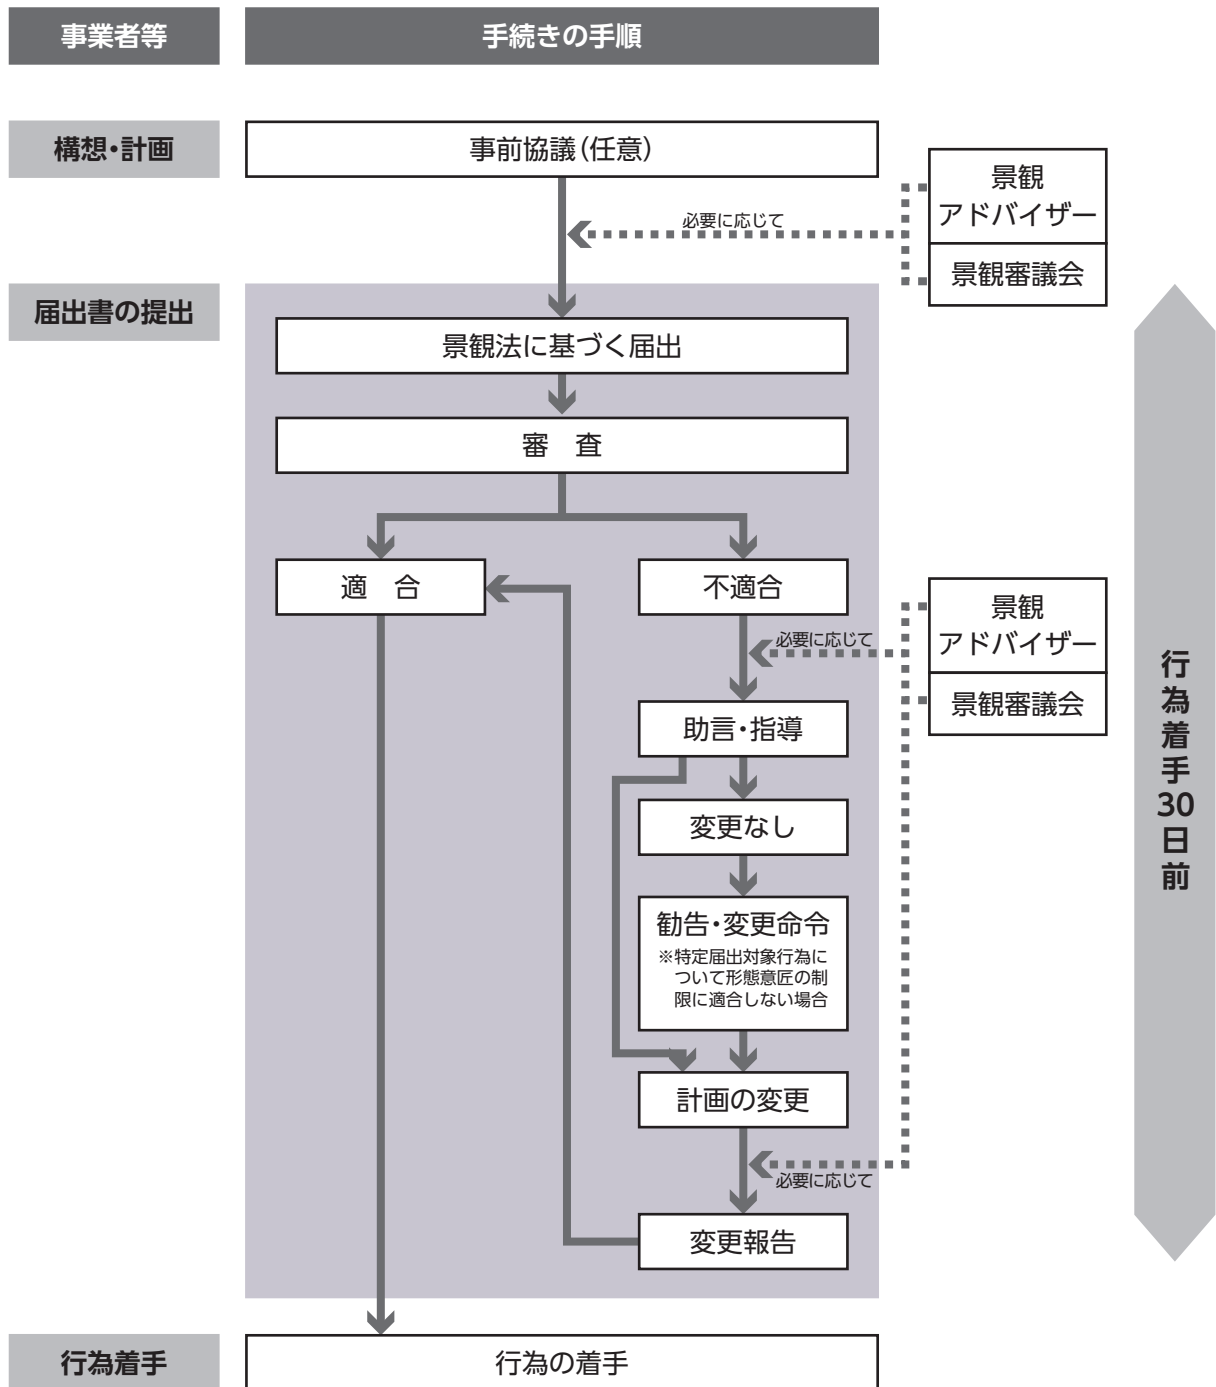 事業者等
手続きの手順
構想・計画
事前協議（任意）
景観
アドバイザー
必要に応じて
景観審議会
届出書の提出
景観法に基づく届出
審　査
適　合
不適合
景観
アドバイザー
必要に応じて
景観審議会
助言・指導
変更なし
勧告・変更命令
※特定届出対象行為に
ついて形態意匠の制
限に適合しない場合
計画の変更
必要に応じて
変更報告
行為着手30日前
行為着手
行為の着手